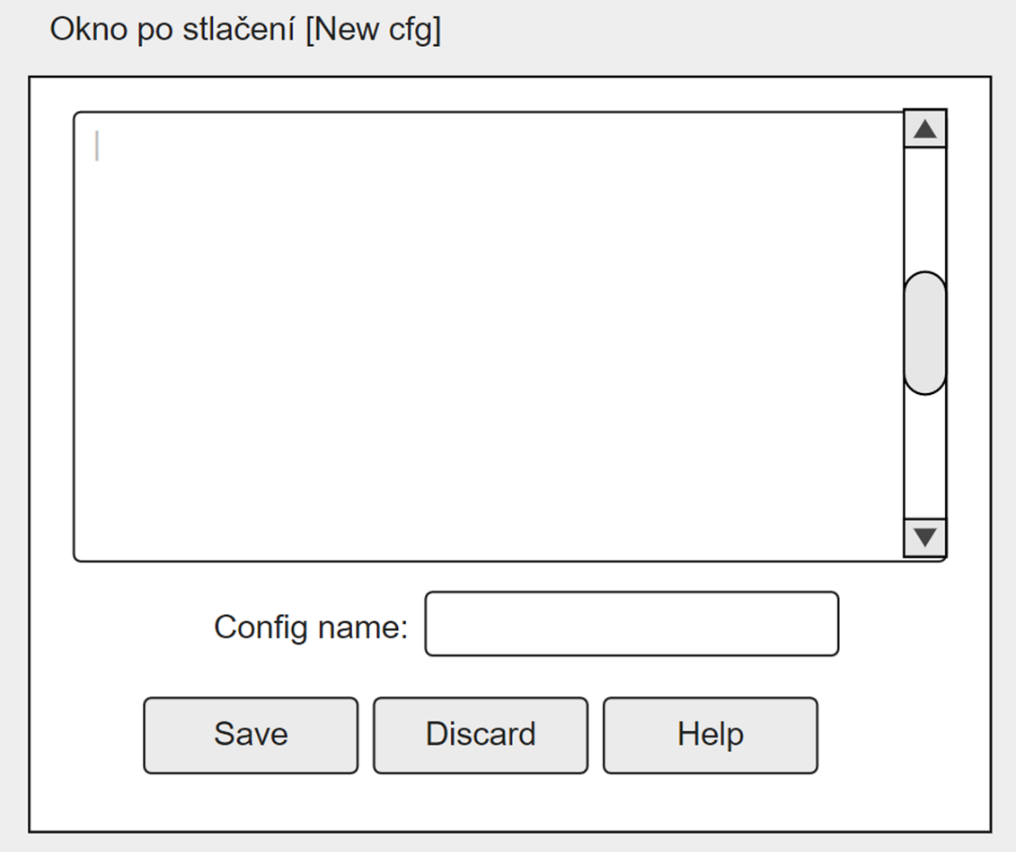 Okno po stlačení [New cfg]
Config name:
Save
Discard
Help